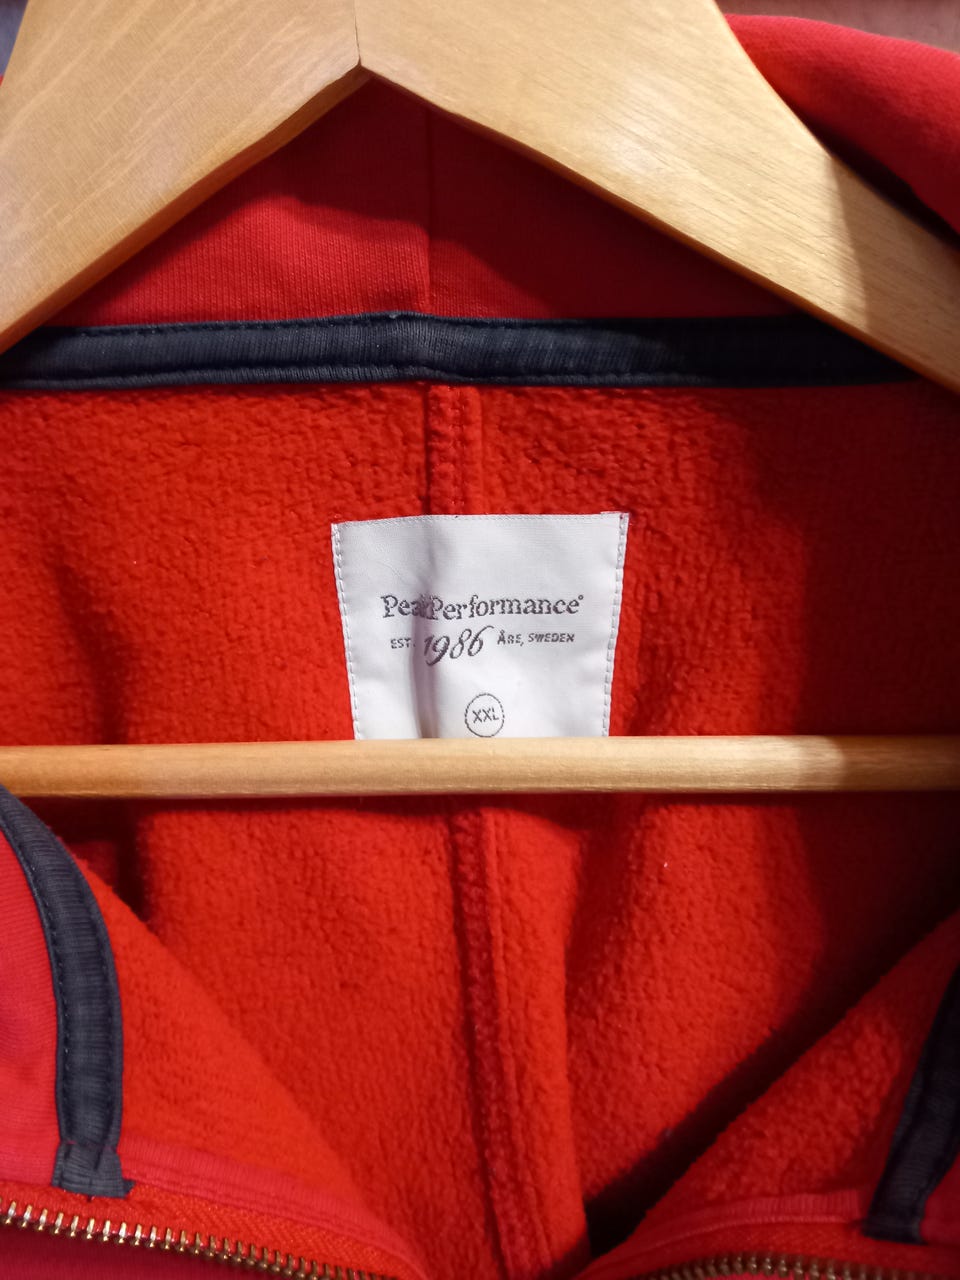 PeakPerformance®
EST. 1986 ÅRE, SWEDEN
XXL